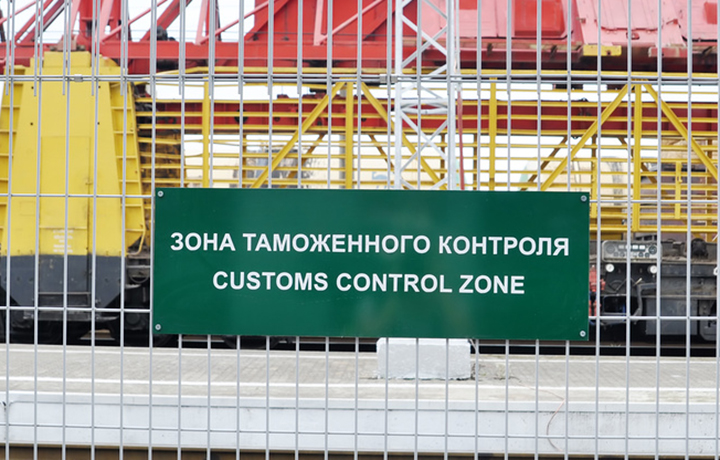 ЗОНА ТАМОЖЕННОГО КОНТРОЛЯ
CUSTOMS CONTROL ZONE